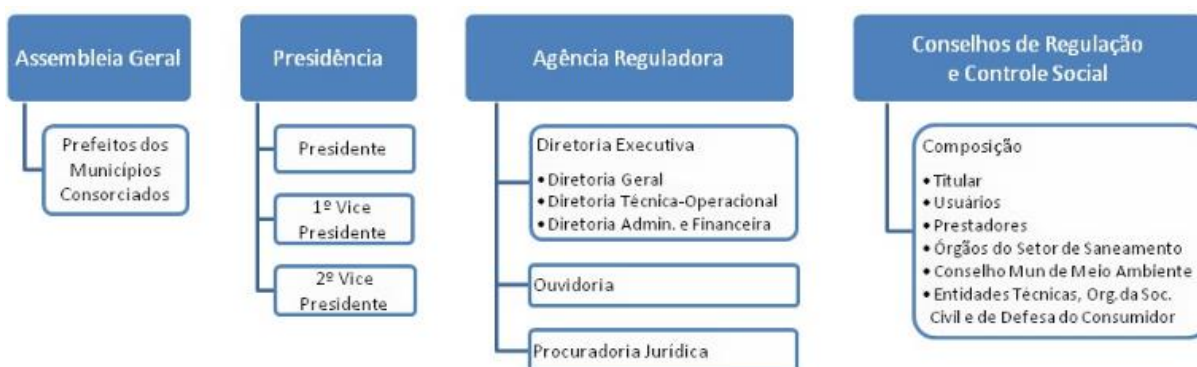 Assembleia Geral
Prefeitos dos
Municípios
Consorciados
Presidência
Presidente
1º Vice
Presidente
2º Vice
Presidente
Agência Reguladora
Diretoria Executiva
• Diretoria Geral
• Diretoria Técnica-Operacional
• Diretoria Admin. e Financeira
Ouvidoria
Procuradoria Jurídica
Conselhos de Regulação
e Controle Social
Composição
• Titular
• Usuários
• Prestadores
• Órgãos do Setor de Saneamento
• Conselho Mun de Meio Ambiente
• Entidades Técnicas, Org.da Soc.
Civil e de Defesa do Consumidor